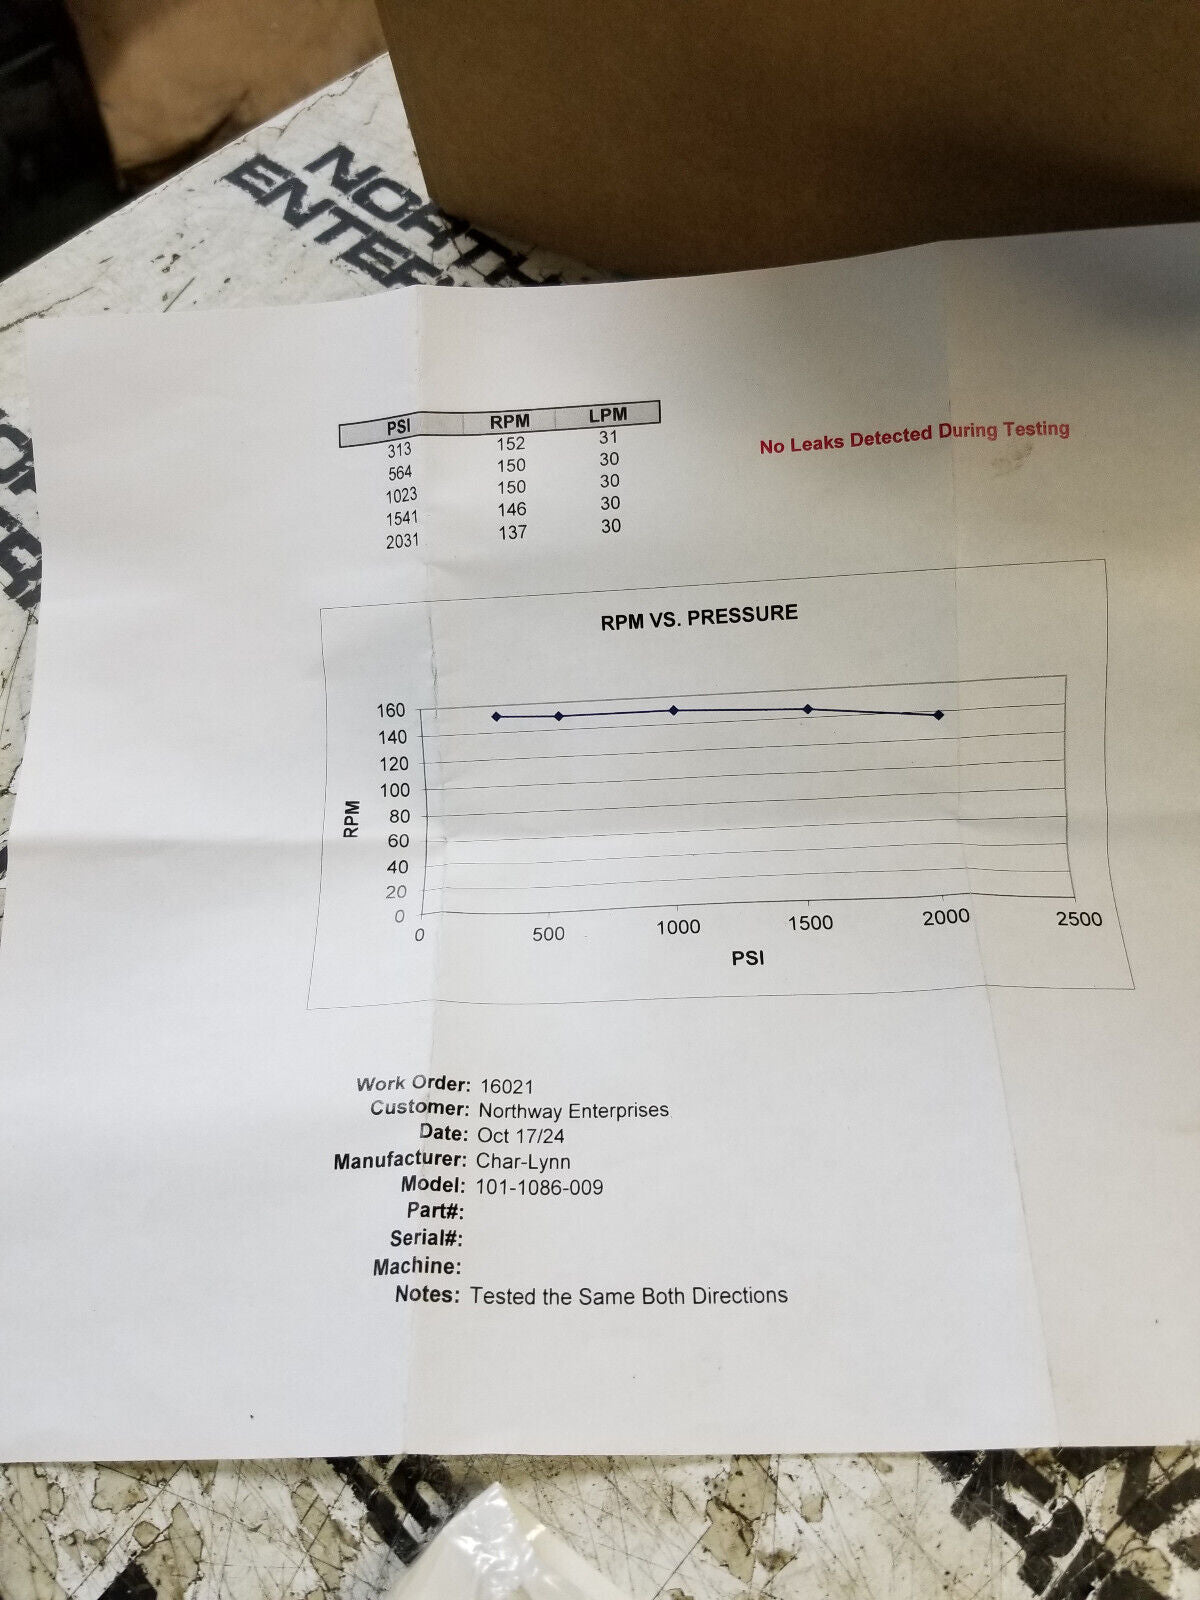 NORTH
ENTER
PSI RPM LPM
313 152 31
564 150 30
1023 150 30
1541 146 30
2031 137 30
No Leaks Detected During Testing
RPM VS. PRESSURE
160
140
120
100
80
60
40
20
0
RPM
0 500 1000 1500 2000 2500
PSI
Work Order: 16021
Customer: Northway Enterprises
Date: Oct 17/24
Manufacturer: Char-Lynn
Model: 101-1086-009
Part#:
Serial#:
Machine:
Notes: Tested the Same Both Directions